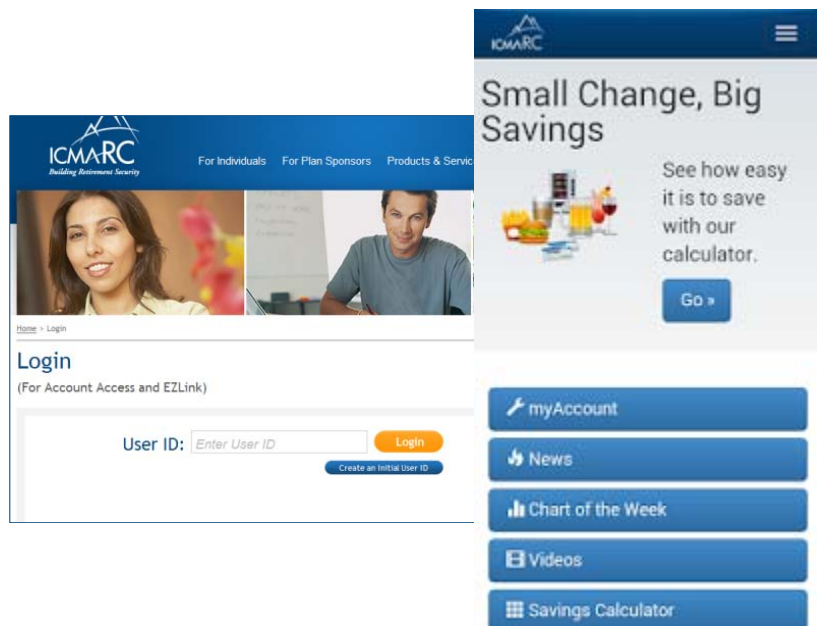 ICMARC
Building Retirement Security
For Individuals For Plan Sponsors Products & Servic
Home > Login
Login
(For Account Access and EZLink)
User ID: Enter User ID Login
Create an Initial User ID
ICMARC
Small Change, Big
Savings
See how easy
it is to save
with our
calculator.
Go »
myAccount
News
Chart of the Week
Videos
Savings Calculator